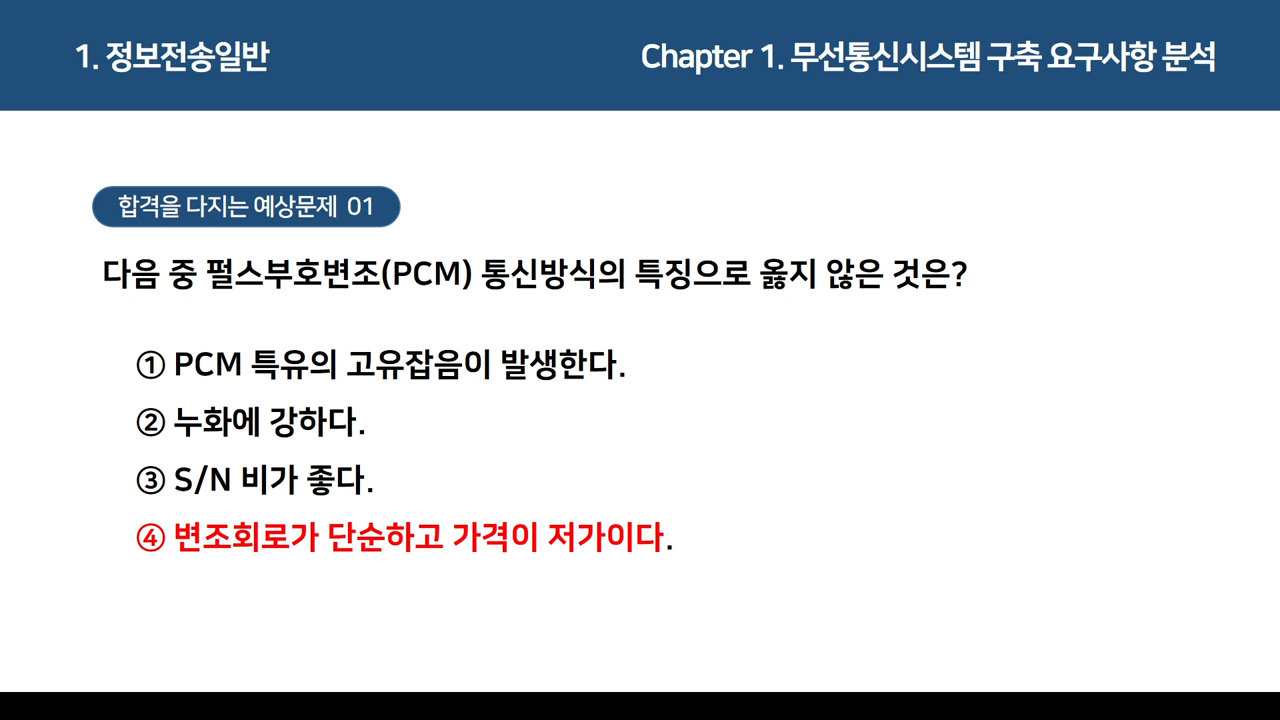 1. 정보전송일반
Chapter 1. 무선통신시스템 구축 요구사항 분석
합격을 다지는 예상문제 01
다음 중 펄스부호변조(PCM) 통신방식의 특징으로 옳지 않은 것은?
① PCM 특유의 고유잡음이 발생한다.
② 누화에 강하다.
③ S/N 비가 좋다.
④ 변조회로가 단순하고 가격이 저가이다.